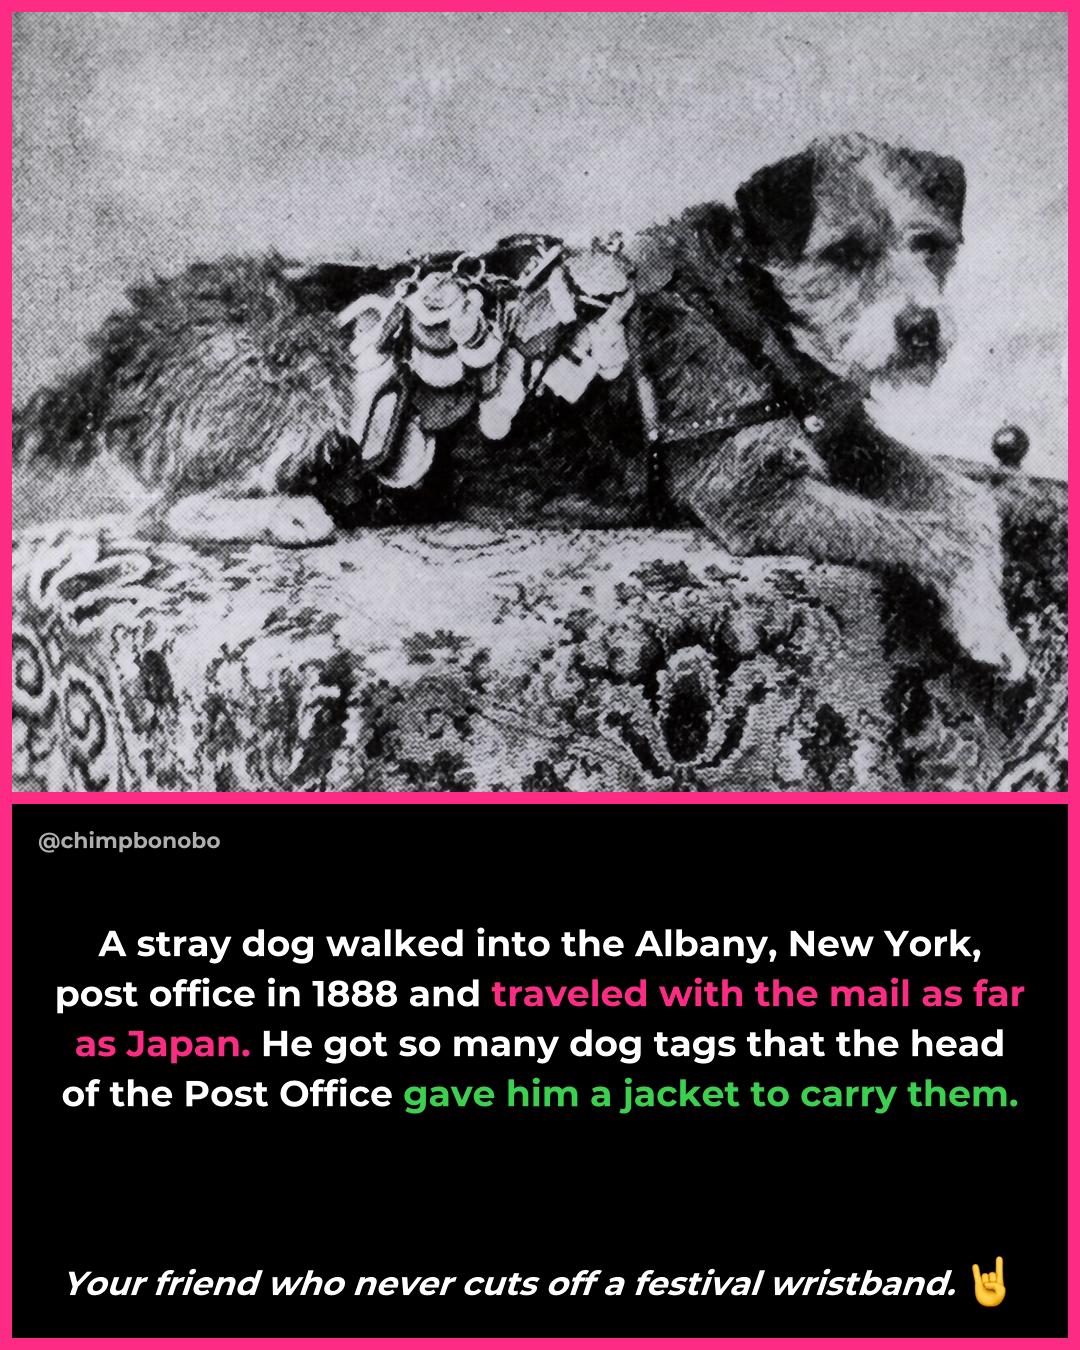 @chimpbonobo
A stray dog walked into the Albany, New York,
post office in 1888 and traveled with the mail as far
as Japan. He got so many dog tags that the head
of the Post Office gave him a jacket to carry them.
Your friend who never cuts off a festival wristband. 🤘